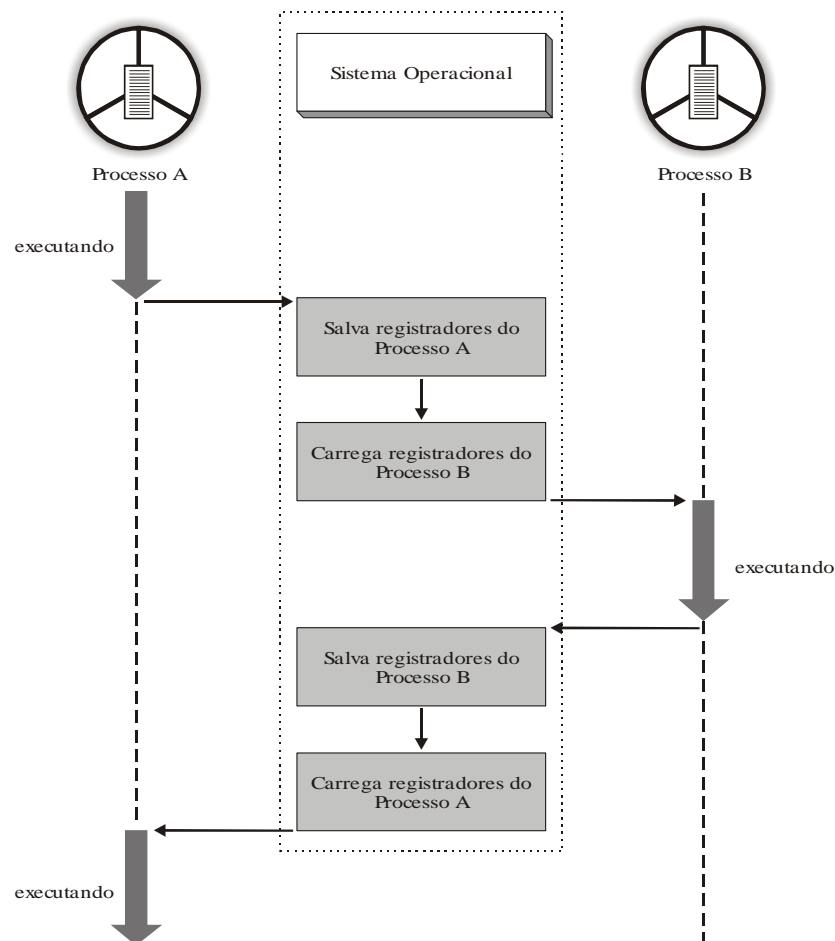 Sistema Operacional
Processo A
Processo B
executando
Salva registradores do
Processo A
Carrega registradores do
Processo B
executando
Salva registradores do
Processo B
Carrega registradores do
Processo A
executando